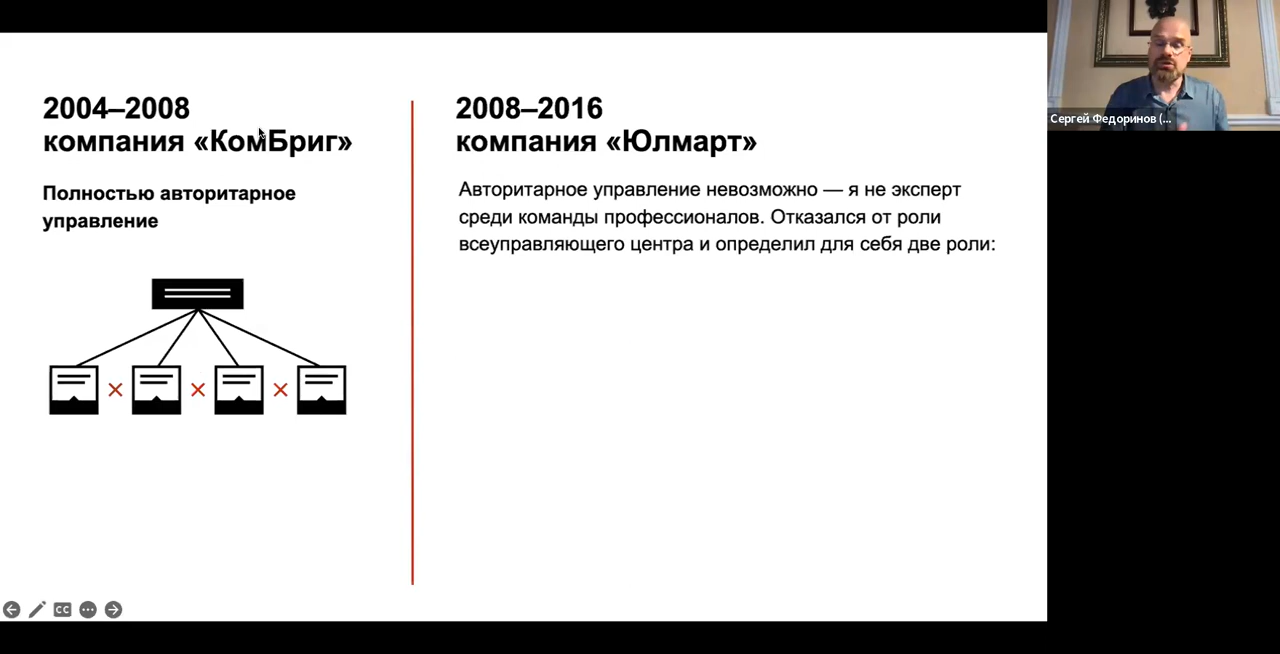 2004–2008
компания «КомБриг»
Полностью авторитарное
управление
2008–2016
компания «Юлмарт»
Авторитарное управление невозможно — я не эксперт
среди команды профессионалов. Отказался от роли
всеуправляющего центра и определил для себя две роли:
Сергей Федоринов (...
CC